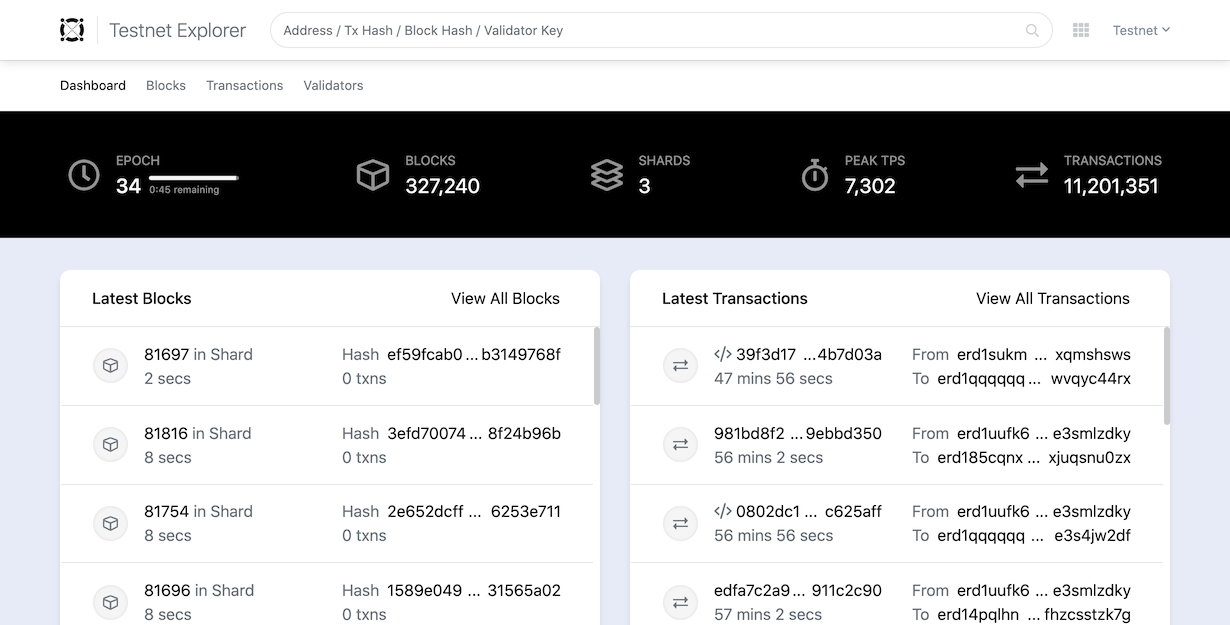 Testnet Explorer
Address / Tx Hash / Block Hash / Validator Key
Testnet
Dashboard Blocks Transactions Validators
EPOCH
34 0:45 remaining
BLOCKS
327,240
SHARDS
3
PEAK TPS
7,302
TRANSACTIONS
11,201,351
Latest Blocks View All Blocks
81697 in Shard Hash ef59fcab0 ... b3149768f
2 secs 0 txns
81816 in Shard Hash 3efd70074 ... 8f24b96b
8 secs 0 txns
81754 in Shard Hash 2e652dcff ... 6253e711
8 secs 0 txns
81696 in Shard Hash 1589e049 ... 31565a02
8 secs 0 txns
Latest Transactions View All Transactions
</> 39f3d17 ...4b7d03a From erd1sukm ... xqmshsws
47 mins 56 secs To erd1qqqqqq ... wvqyc44rx
981bd8f2 ...9ebbd350 From erd1uufk6 ... e3smlzdky
56 mins 2 secs To erd185cqnx ... xjuqsnu0zx
</> 0802dc1 ... c625aff From erd1uufk6 ... e3smlzdky
56 mins 56 secs To erd1qqqqqq ... e3s4jw2df
edfa7c2a9 ... 911c2c90 From erd1uufk6 ... e3smlzdky
57 mins 2 secs To erd14pqlhn ... fhzcsstzk7g